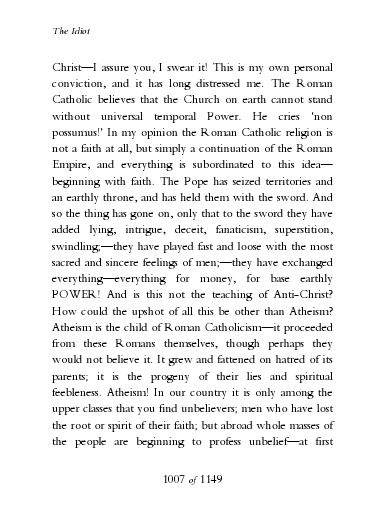 The Idiot
Christ—I assure you, I swear it! This is my own personal
conviction, and it has long distressed me. The Roman
Catholic believes that the Church on earth cannot stand
without universal temporal Power. He cries 'non
possumus!' In my opinion the Roman Catholic religion is
not a faith at all, but simply a continuation of the Roman
Empire, and everything is subordinated to this idea—
beginning with faith. The Pope has seized territories and
an earthly throne, and has held them with the sword. And
so the thing has gone on, only that to the sword they have
added lying, intrigue, deceit, fanaticism, superstition,
swindling;—they have played fast and loose with the most
sacred and sincere feelings of men;—they have exchanged
everything—everything for money, for base earthly
POWER! And is this not the teaching of Anti-Christ?
How could the upshot of all this be other than Atheism?
Atheism is the child of Roman Catholicism—it proceeded
from these Romans themselves, though perhaps they
would not believe it. It grew and fattened on hatred of its
parents; it is the progeny of their lies and spiritual
feebleness. Atheism! In our country it is only among the
upper classes that you find unbelievers; men who have lost
the root or spirit of their faith; but abroad whole masses of
the people are beginning to profess unbelief—at first
1007 of 1149